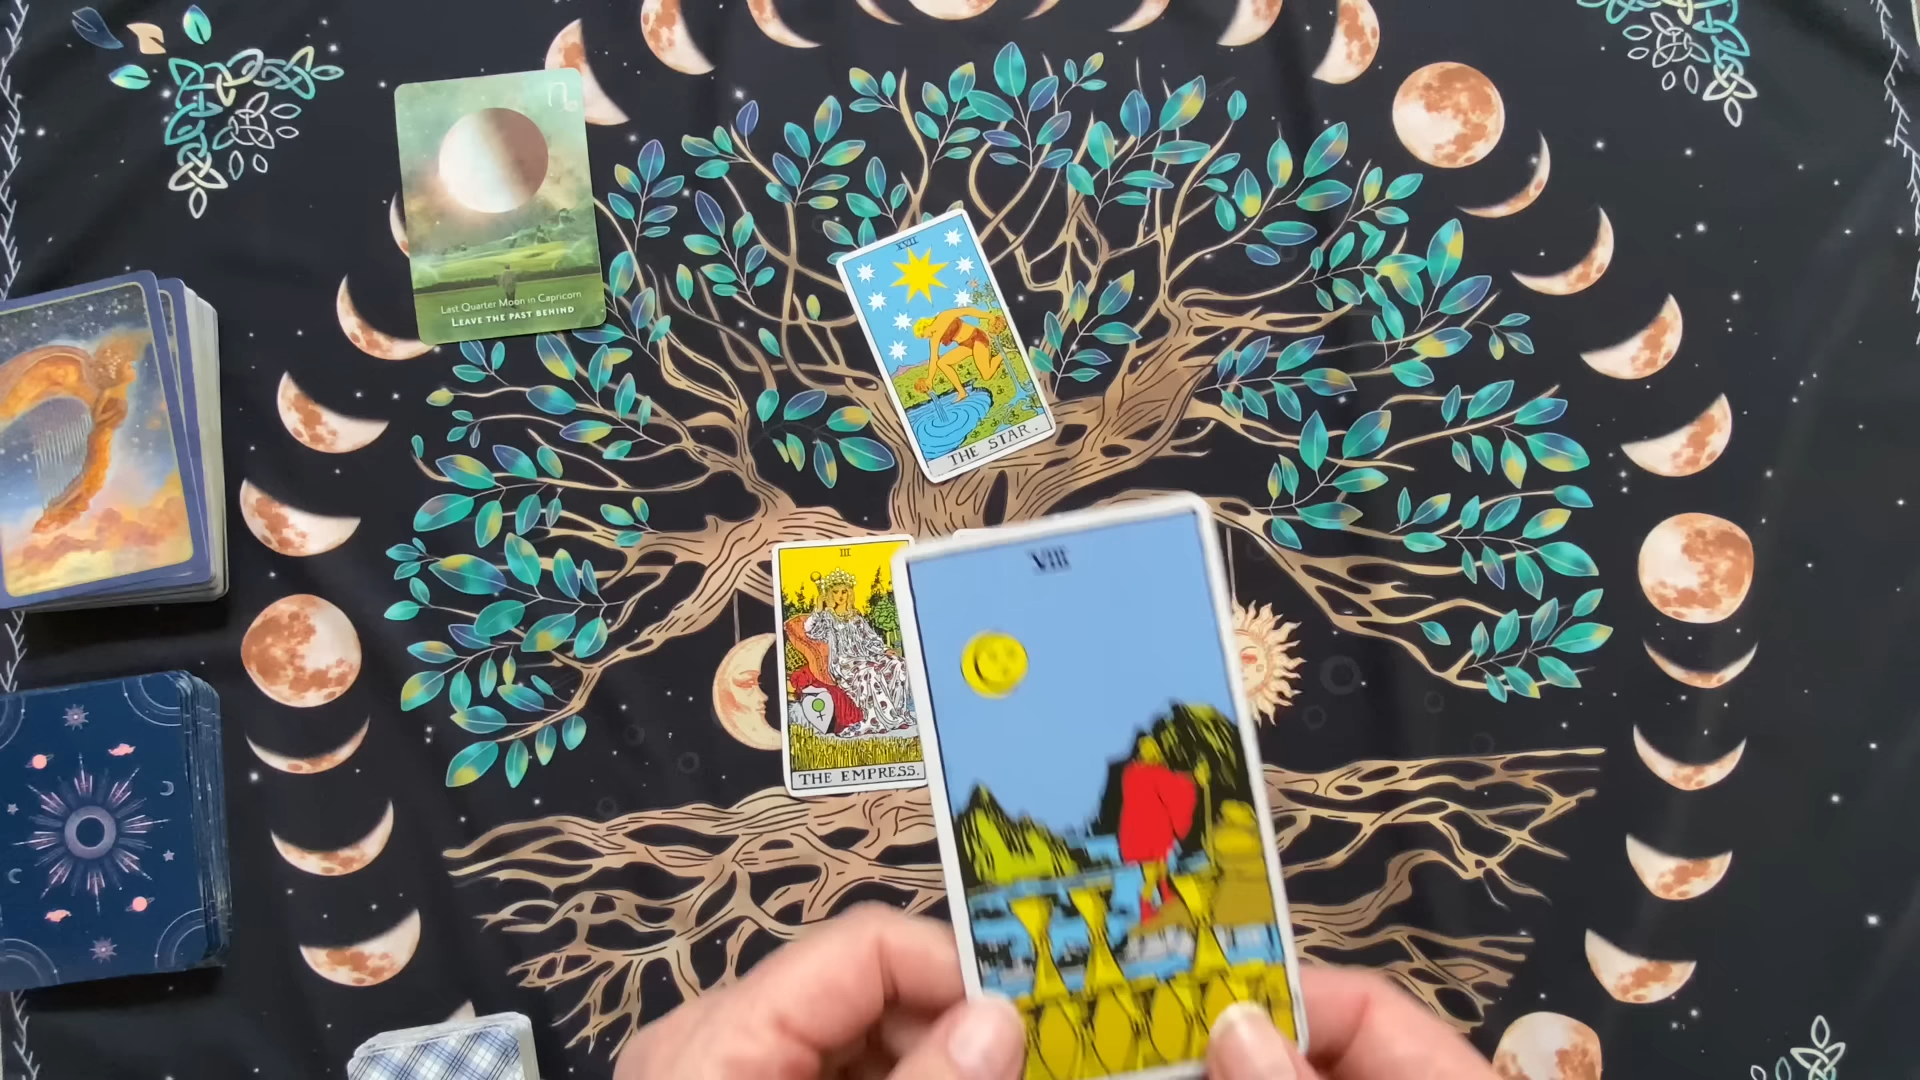 Last Quarter Moon in Capricorn
LEAVE THE PAST BEHIND
XVII
THE STAR.
III
THE EMPRESS.
VIII